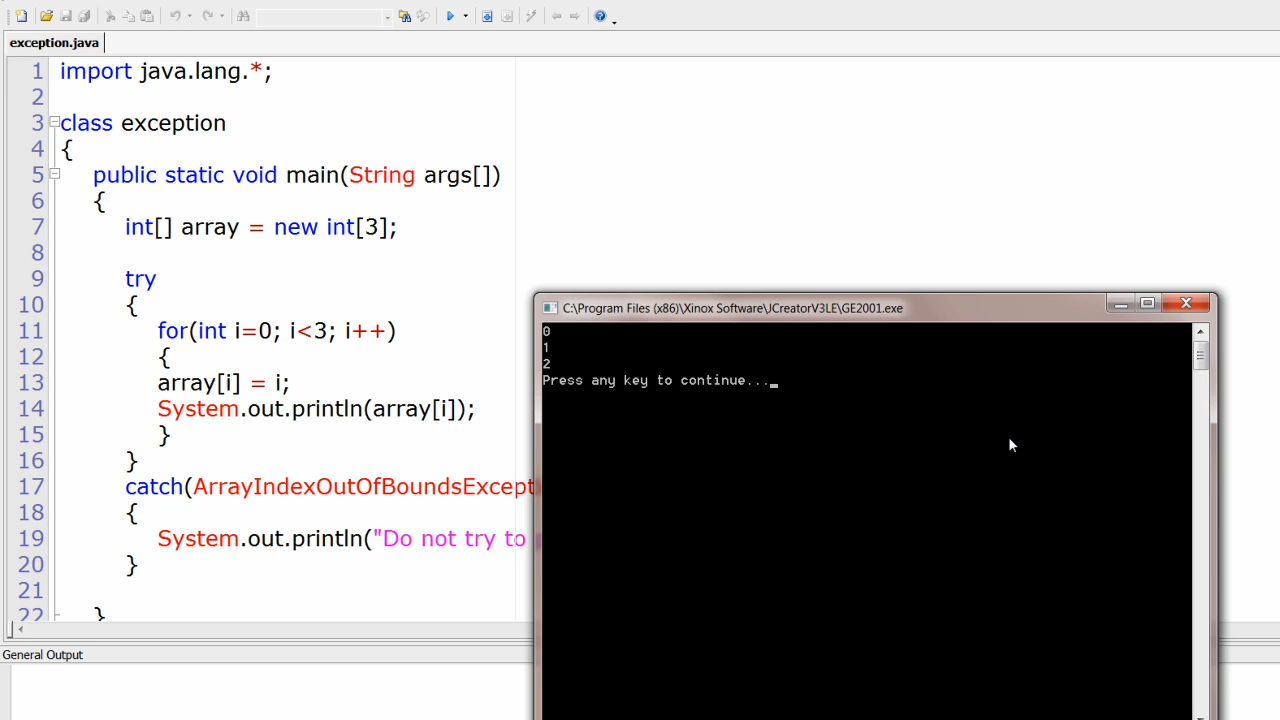 exception.java
1 import java.lang.*;
2
3 class exception
4 {
5 public static void main(String args[])
6 {
7 int[] array = new int[3];
8
9 try
10 {
11 for(int i=0; i<3; i++)
12 {
13 array[i] = i;
14 System.out.println(array[i]);
15 }
16 }
17 catch(ArrayIndexOutOfBoundsExcept
18 {
19 System.out.println("Do not try to
20 }
21
22 }
General Output
C:\Program Files (x86)\Xinox Software\JCreatorV3LE\GE2001.exe
0
1
2
Press any key to continue..._